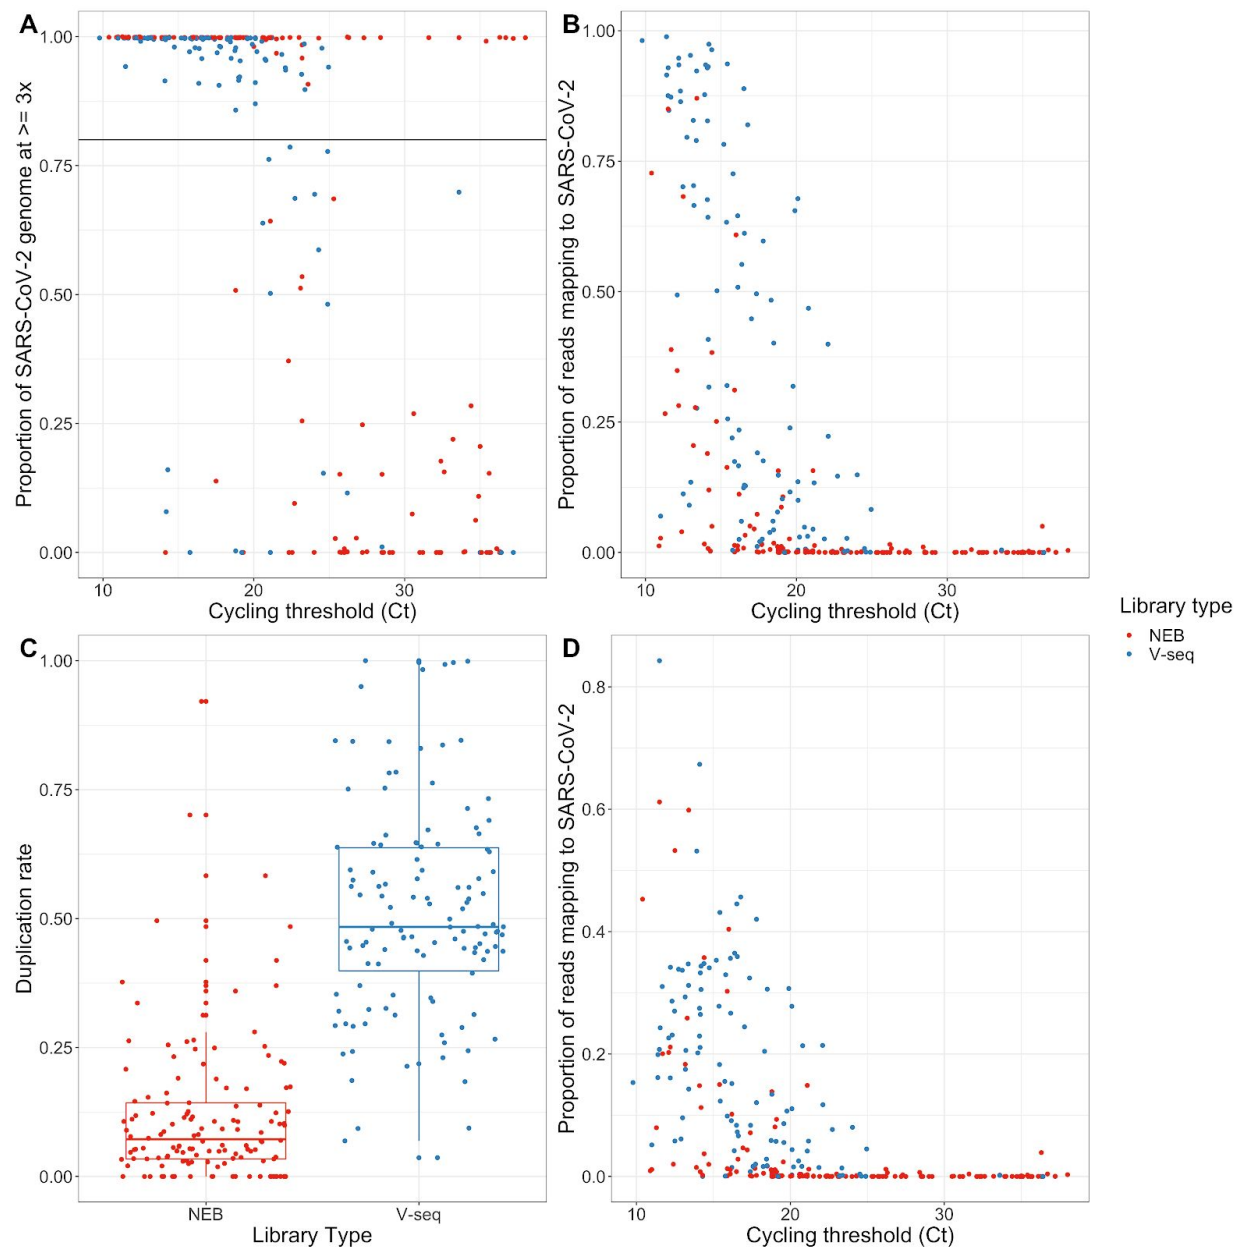 A
Proportion of SARS-CoV-2 genome at >= 3x
1.00
0.75
0.50
0.25
0.00
10 20 30
Cycling threshold (Ct)
B
Proportion of reads mapping to SARS-CoV-2
1.00
0.75
0.50
0.25
0.00
10 20 30
Cycling threshold (Ct)
Library type
NEB
V-seq
C
Duplication rate
1.00
0.75
0.50
0.25
0.00
NEB V-seq
Library Type
D
Proportion of reads mapping to SARS-CoV-2
0.8
0.6
0.4
0.2
0.0
10 20 30
Cycling threshold (Ct)